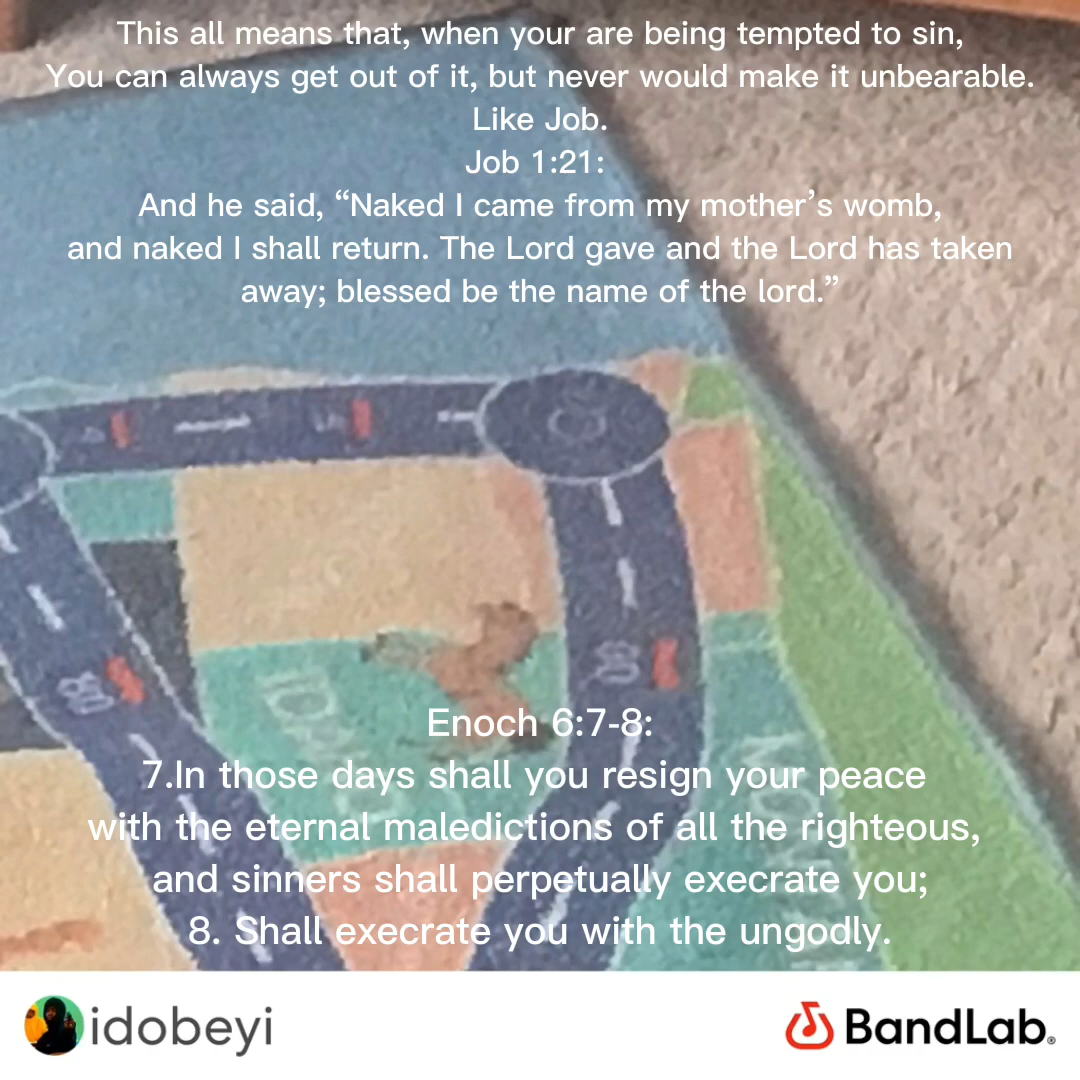 This all means that, when your are being tempted to sin,
You can always get out of it, but never would make it unbearable.
Like Job.
Job 1:21:
And he said, “Naked I came from my mother’s womb,
and naked I shall return. The Lord gave and the Lord has taken
away; blessed be the name of the lord.”
Enoch 6:7-8:
7.In those days shall you resign your peace
with the eternal maledictions of all the righteous,
and sinners shall perpetually execrate you;
8. Shall execrate you with the ungodly.
idobeyi
BandLab®